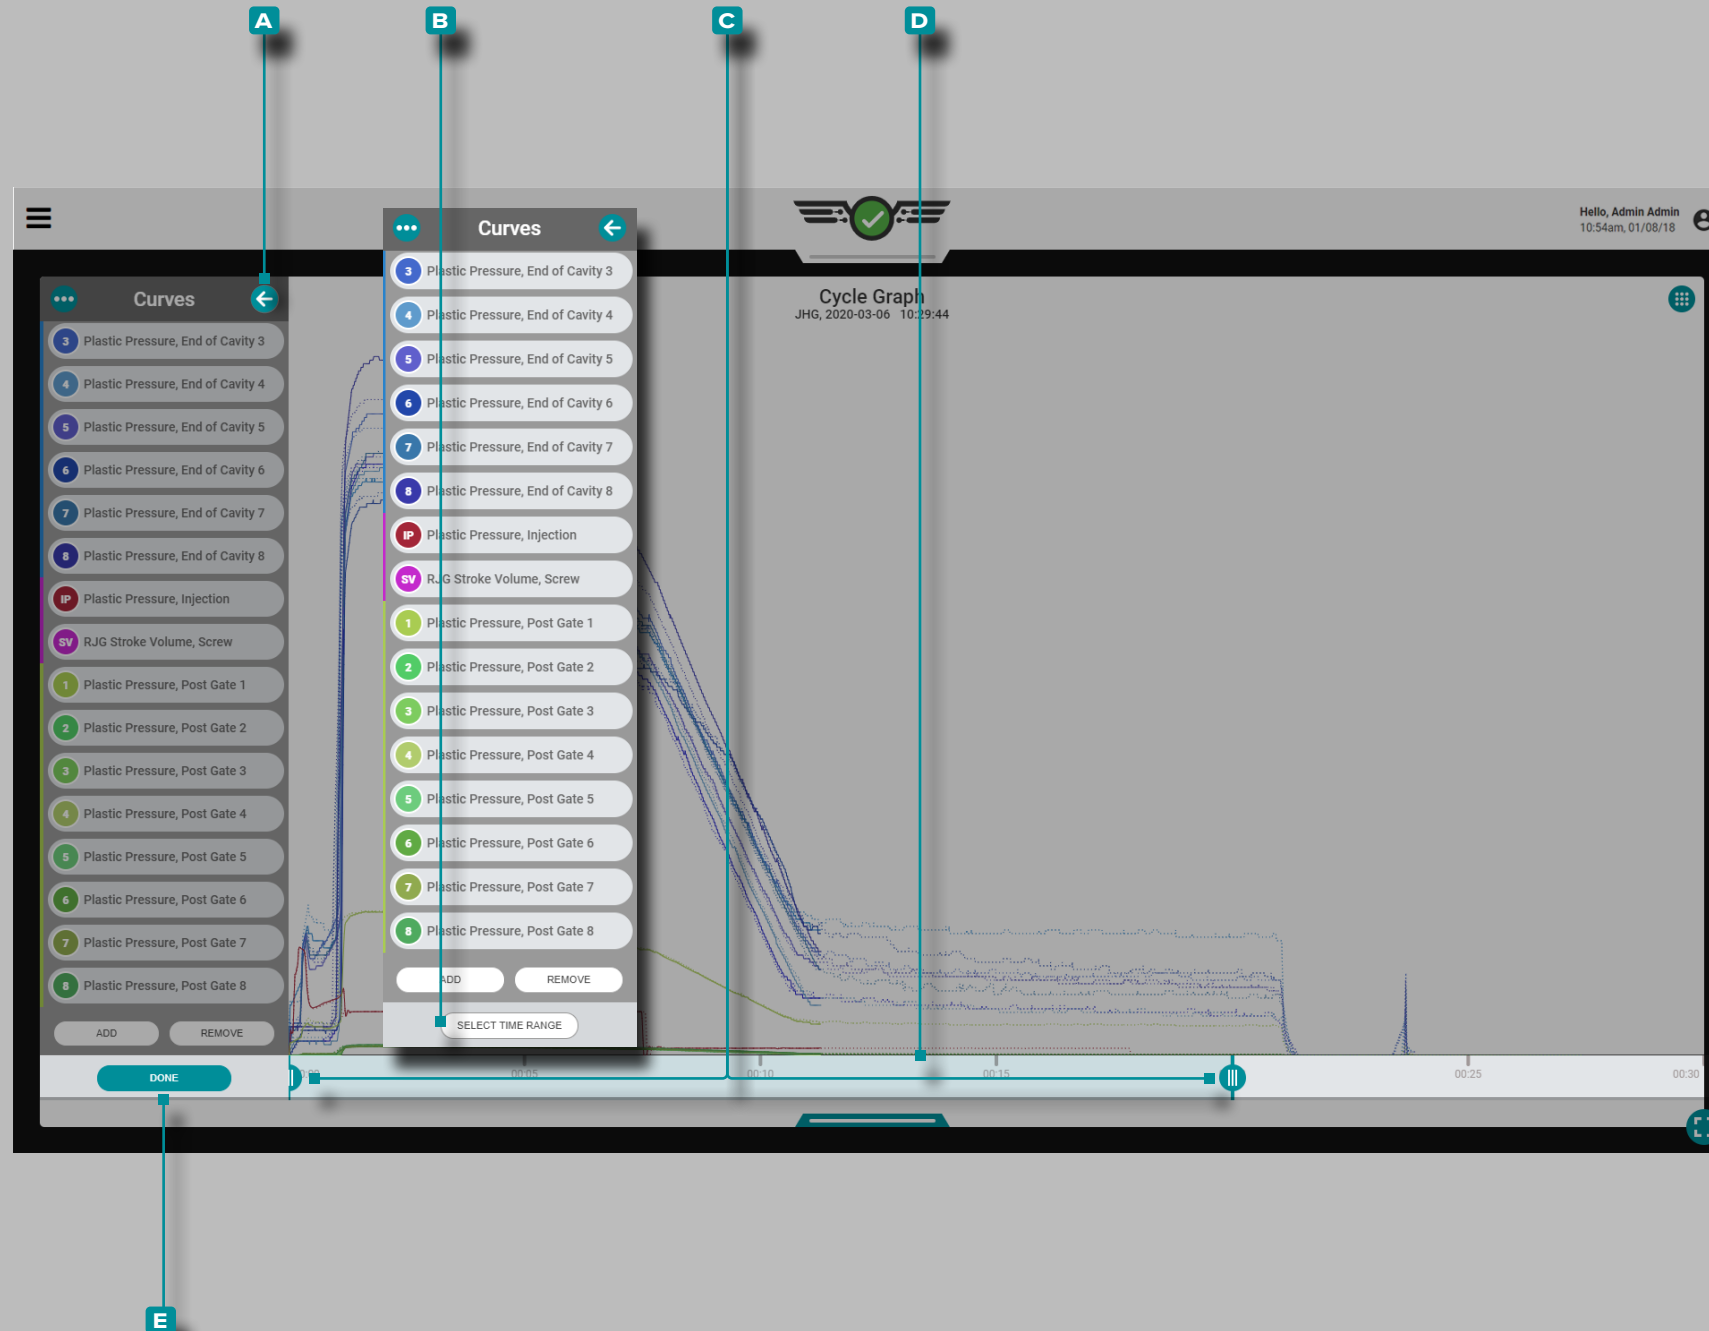 A
B
C
D
Hello, Admin Admin
10:54am, 01/08/18
Curves
3 Plastic Pressure, End of Cavity 3
4 Plastic Pressure, End of Cavity 4
5 Plastic Pressure, End of Cavity 5
6 Plastic Pressure, End of Cavity 6
7 Plastic Pressure, End of Cavity 7
8 Plastic Pressure, End of Cavity 8
IP Plastic Pressure, Injection
SV RJG Stroke Volume, Screw
1 Plastic Pressure, Post Gate 1
2 Plastic Pressure, Post Gate 2
3 Plastic Pressure, Post Gate 3
4 Plastic Pressure, Post Gate 4
5 Plastic Pressure, Post Gate 5
6 Plastic Pressure, Post Gate 6
7 Plastic Pressure, Post Gate 7
8 Plastic Pressure, Post Gate 8
ADD REMOVE
DONE
Curves
3 Plastic Pressure, End of Cavity 3
4 Plastic Pressure, End of Cavity 4
5 Plastic Pressure, End of Cavity 5
6 Plastic Pressure, End of Cavity 6
7 Plastic Pressure, End of Cavity 7
8 Plastic Pressure, End of Cavity 8
IP Plastic Pressure, Injection
SV RJG Stroke Volume, Screw
1 Plastic Pressure, Post Gate 1
2 Plastic Pressure, Post Gate 2
3 Plastic Pressure, Post Gate 3
4 Plastic Pressure, Post Gate 4
5 Plastic Pressure, Post Gate 5
6 Plastic Pressure, Post Gate 6
7 Plastic Pressure, Post Gate 7
8 Plastic Pressure, Post Gate 8
ADD REMOVE
SELECT TIME RANGE
Cycle Graph
JHG, 2020-03-06 10:29:44
00:05 00:10 00:15 00:25 00:30
E